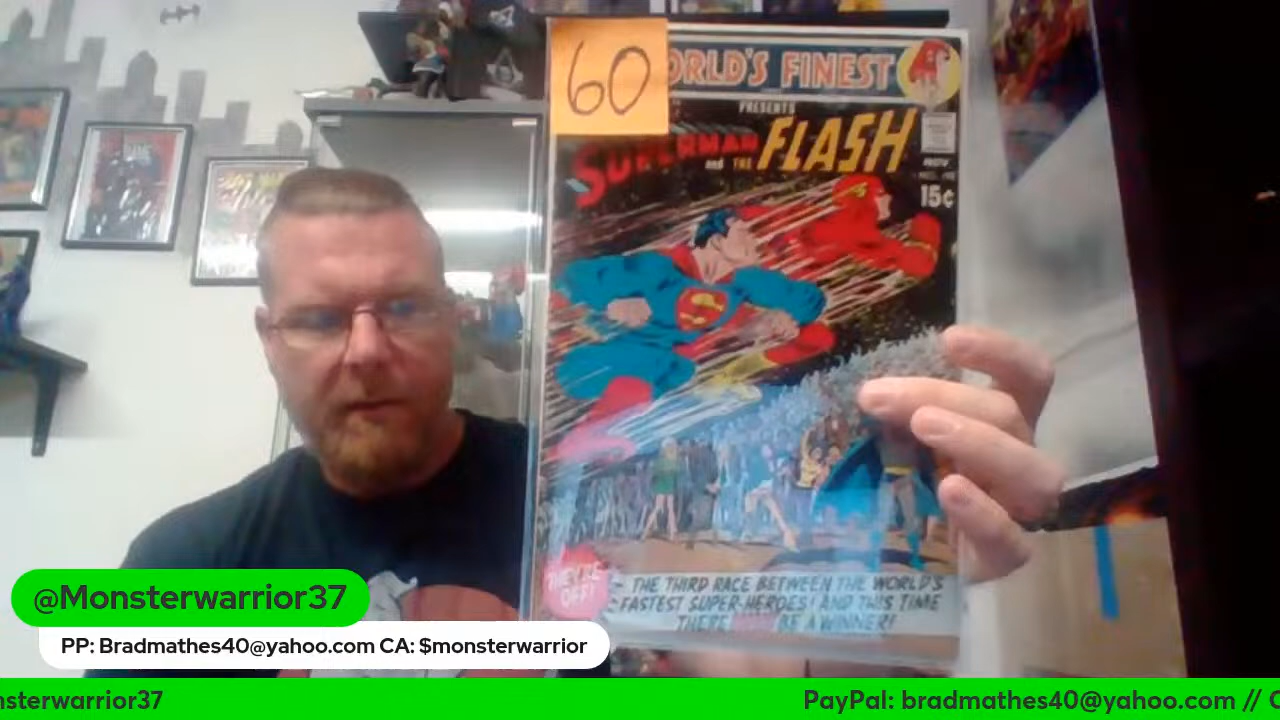 60
WORLD'S FINEST
PRESENTS
SUPERMAN
and THE FLASH
NOV
15¢
THEY'RE
OFF!
THE THIRD RACE BETWEEN THE WORLD'S
FASTEST SUPER-HEROES! AND THIS TIME
THERE BE A WINNER!
@Monsterwarrior37
PP: Bradmathes40@yahoo.com CA: $monsterwarrior
nsterwarrior37
PayPal: bradmathes40@yahoo.com // C